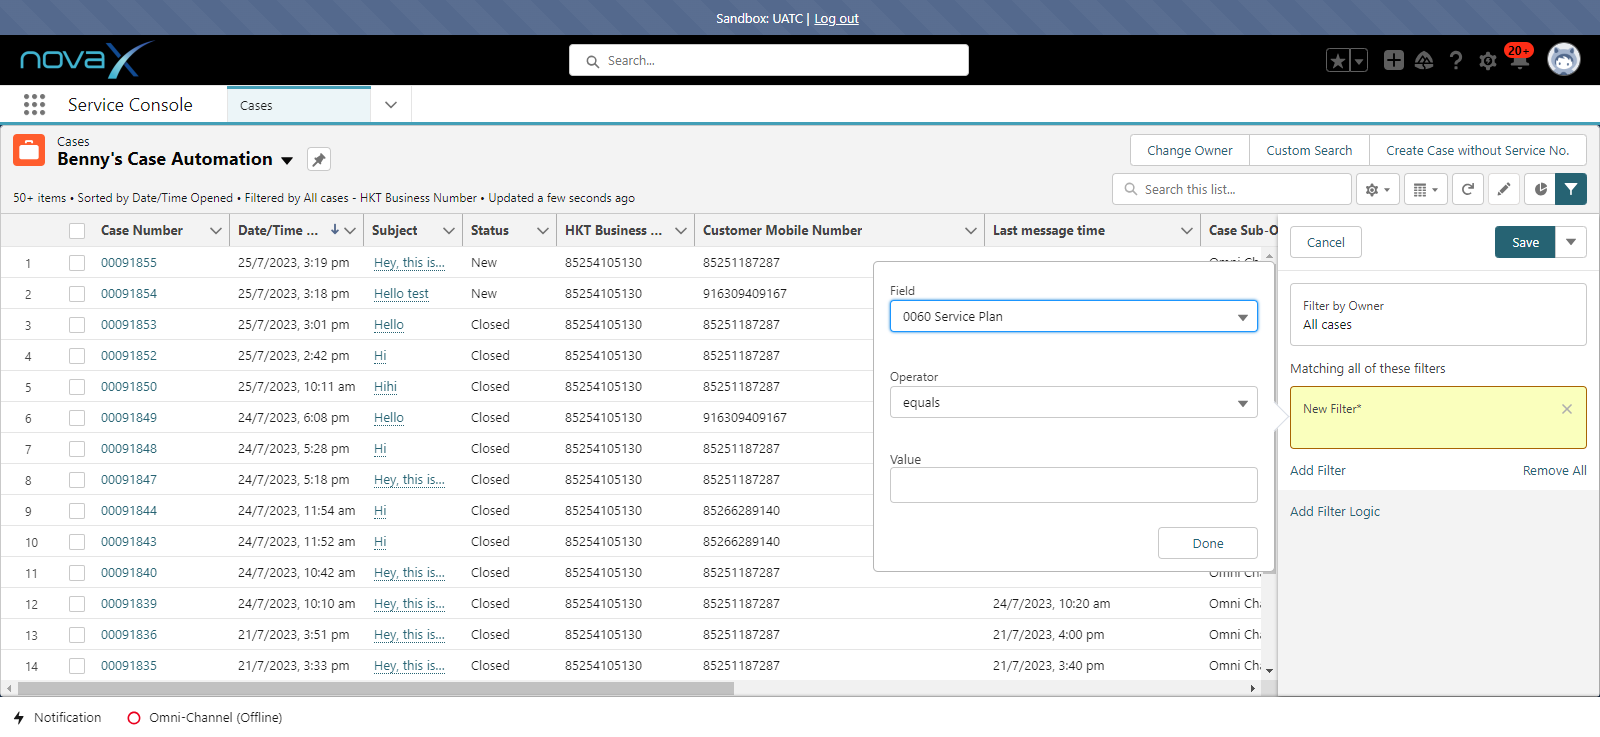 Sandbox: UATC | Log out
novaX
Search...
20+
Service Console
Cases
Cases
Benny's Case Automation
Change Owner
Custom Search
Create Case without Service No.
50+ items • Sorted by Date/Time Opened • Filtered by All cases - HKT Business Number • Updated a few seconds ago
Search this list...
Case Number Date/Time ... Subject Status HKT Business ... Customer Mobile Number Last message time Case Sub-O
1 00091855 25/7/2023, 3:19 pm Hey, this is... New 85254105130 85251187287
2 00091854 25/7/2023, 3:18 pm Hello test New 85254105130 916309409167
3 00091853 25/7/2023, 3:01 pm Hello Closed 85254105130 85251187287
4 00091852 25/7/2023, 2:42 pm Hi Closed 85254105130 85251187287
5 00091850 25/7/2023, 10:11 am Hihi Closed 85254105130 85251187287
6 00091849 24/7/2023, 6:08 pm Hello Closed 85254105130 916309409167
7 00091848 24/7/2023, 5:28 pm Hi Closed 85254105130 85251187287
8 00091847 24/7/2023, 5:18 pm Hey, this is... Closed 85254105130 85251187287
9 00091844 24/7/2023, 11:54 am Hi Closed 85254105130 85266289140
10 00091843 24/7/2023, 11:52 am Hi Closed 85254105130 85266289140
11 00091840 24/7/2023, 10:42 am Hey, this is... Closed 85254105130 85251187287 Omni Cha
12 00091839 24/7/2023, 10:10 am Hey, this is... Closed 85254105130 85251187287 24/7/2023, 10:20 am Omni Cha
13 00091836 21/7/2023, 3:51 pm Hey, this is... Closed 85254105130 85251187287 21/7/2023, 4:00 pm Omni Cha
14 00091835 21/7/2023, 3:33 pm Hey, this is... Closed 85254105130 85251187287 21/7/2023, 3:40 pm Omni Cha
Field
0060 Service Plan
Operator
equals
Value
Done
Cancel
Save
Filter by Owner
All cases
Matching all of these filters
New Filter*
Add Filter
Remove All
Add Filter Logic
Notification
Omni-Channel (Offline)